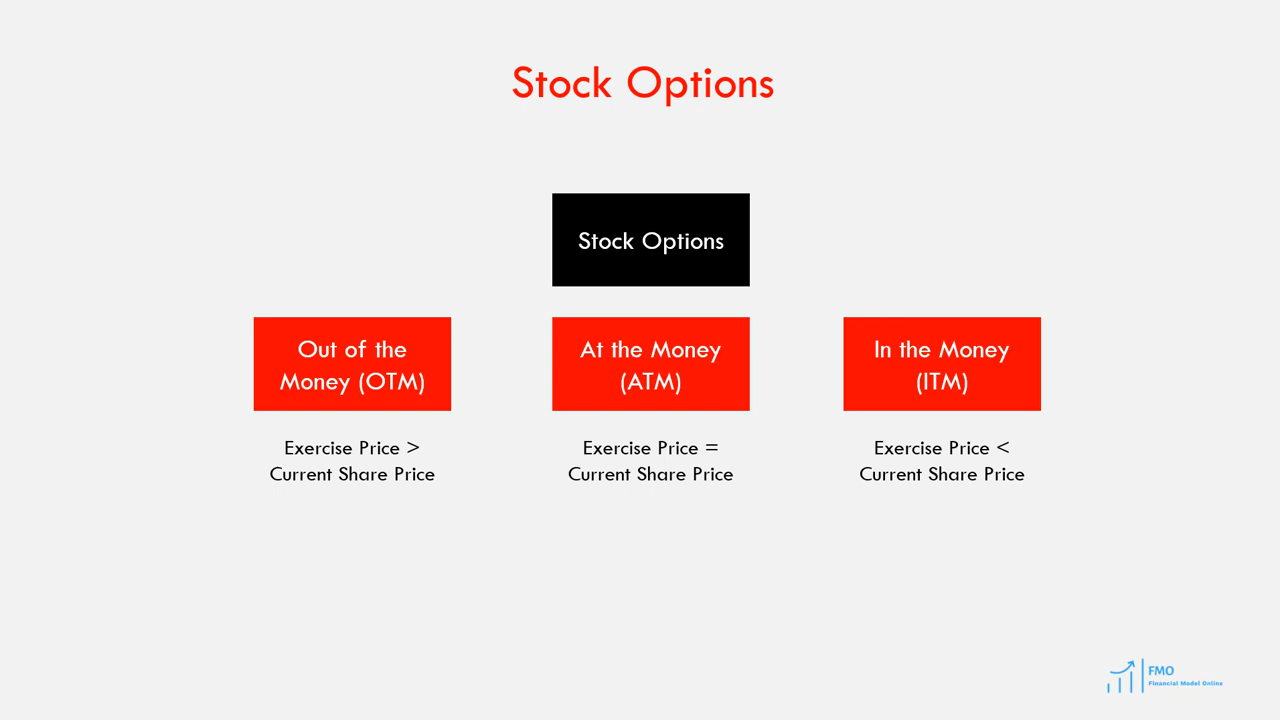 Stock Options
Stock Options
Out of the
Money (OTM)
At the Money
(ATM)
In the Money
(ITM)
Exercise Price >
Current Share Price
Exercise Price =
Current Share Price
Exercise Price <
Current Share Price
FMO
Financial Model Online